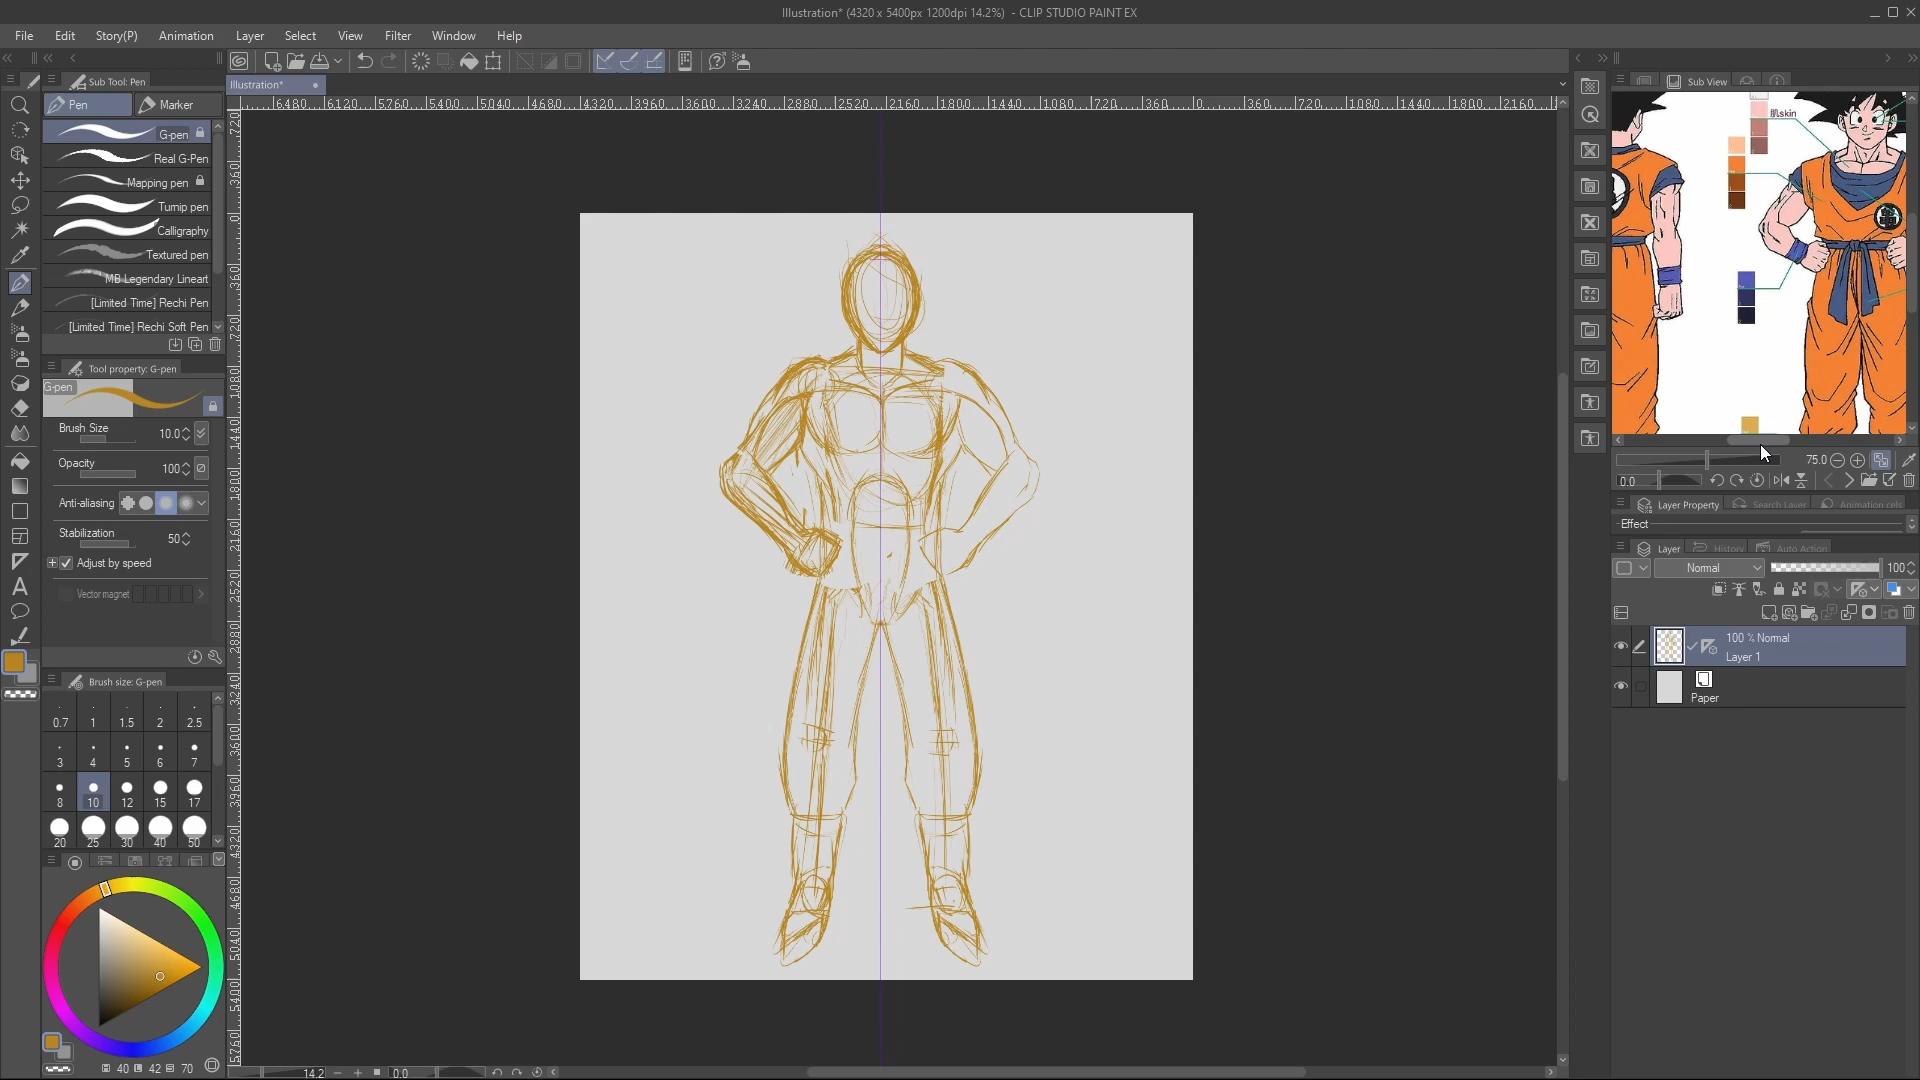 Illustration* (4320 x 5400px 1200dpi 14.2%)  - CLIP STUDIO PAINT EX
File Edit Story(P) Animation Layer Select View Filter Window Help
Sub Tool: Pen
Illustration*
Pen Marker
G-pen
Real G-Pen
Mapping pen
Turnip pen
Calligraphy
Textured pen
MB Legendary Lineart
[Limited Time] Rechi Pen
[Limited Time] Rechi Soft Pen
Tool property: G-pen
G-pen
Brush Size 10.0
Opacity 100
Anti-aliasing
Stabilization 50
Adjust by speed
Vector magnet
Brush size: G-pen
0.7 1 1.5 2 2.5
3 4 5 6 7
8 10 12 15 17
20 25 30 40 50
40 42 70
14.2 0.0
Sub View
肌skin
75.0
0.0
Layer Property Search Layer Animation cels
Effect
Layer History Auto Action
Normal 100
100 % Normal
Layer 1
Paper